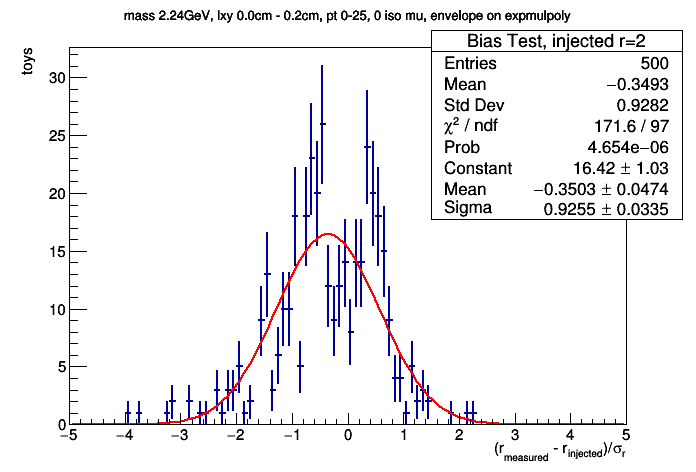 mass 2.24GeV, lxy 0.0cm - 0.2cm, pt 0-25, 0 iso mu, envelope on expmulpoly
Bias Test, injected r=2
Entries 500
Mean −0.3493
Std Dev 0.9282
χ² / ndf 171.6 / 97
Prob 4.654e−06
Constant 16.42 ± 1.03
Mean −0.3503 ± 0.0474
Sigma 0.9255 ± 0.0335
toys
30
25
20
15
10
5
0
−5 −4 −3 −2 −1 0 1 2 3 4 5
(r_measured - r_injected)/σ_r